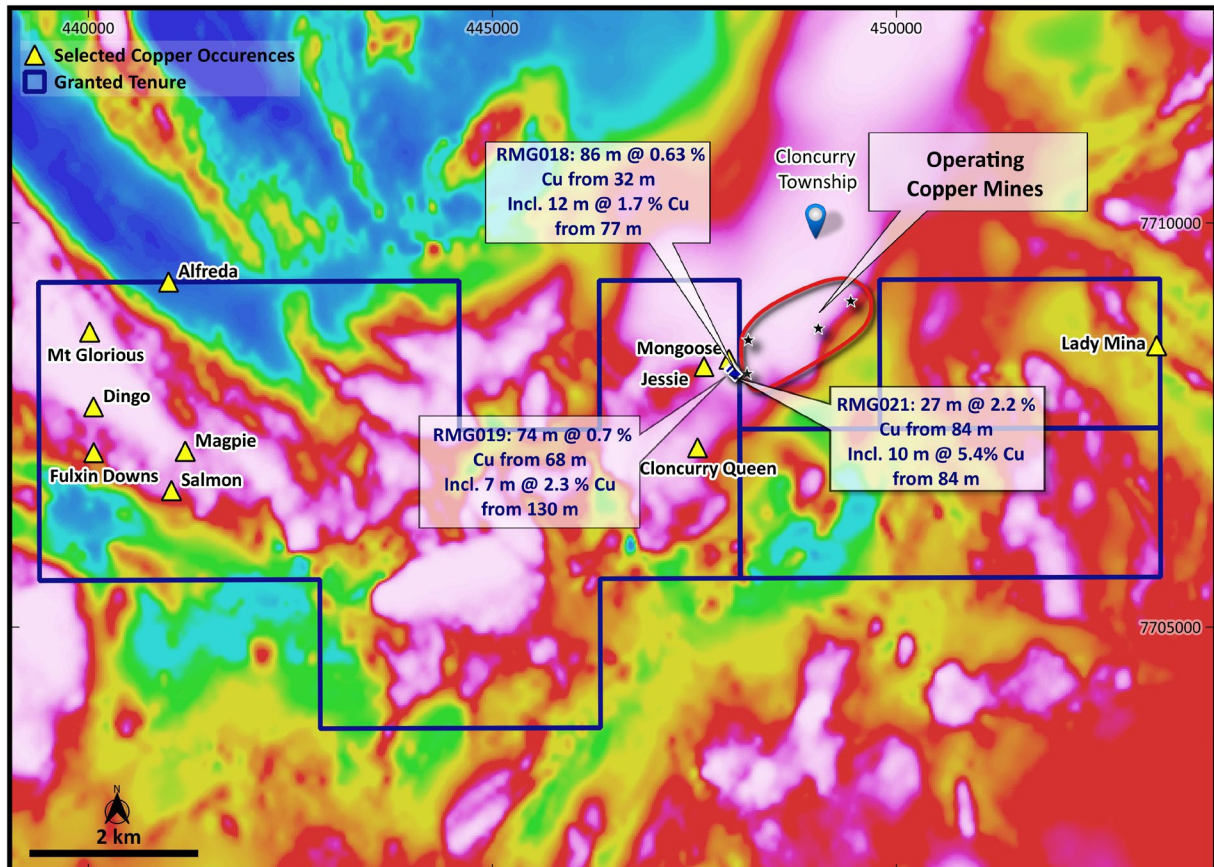 440000
445000
450000
Selected Copper Occurences
Granted Tenure
RMG018: 86 m @ 0.63 %
Cu from 32 m
Incl. 12 m @ 1.7 % Cu
from 77 m
Cloncurry
Township
Operating
Copper Mines
7710000
Alfreda
Mt Glorious
Lady Mina
Mongoose
Jessie
Dingo
RMG021: 27 m @ 2.2 %
Cu from 84 m
Incl. 10 m @ 5.4% Cu
from 84 m
RMG019: 74 m @ 0.7 %
Cu from 68 m
Incl. 7 m @ 2.3 % Cu
from 130 m
Magpie
Fulxin Downs
Salmon
Cloncurry Queen
7705000
N
2 km